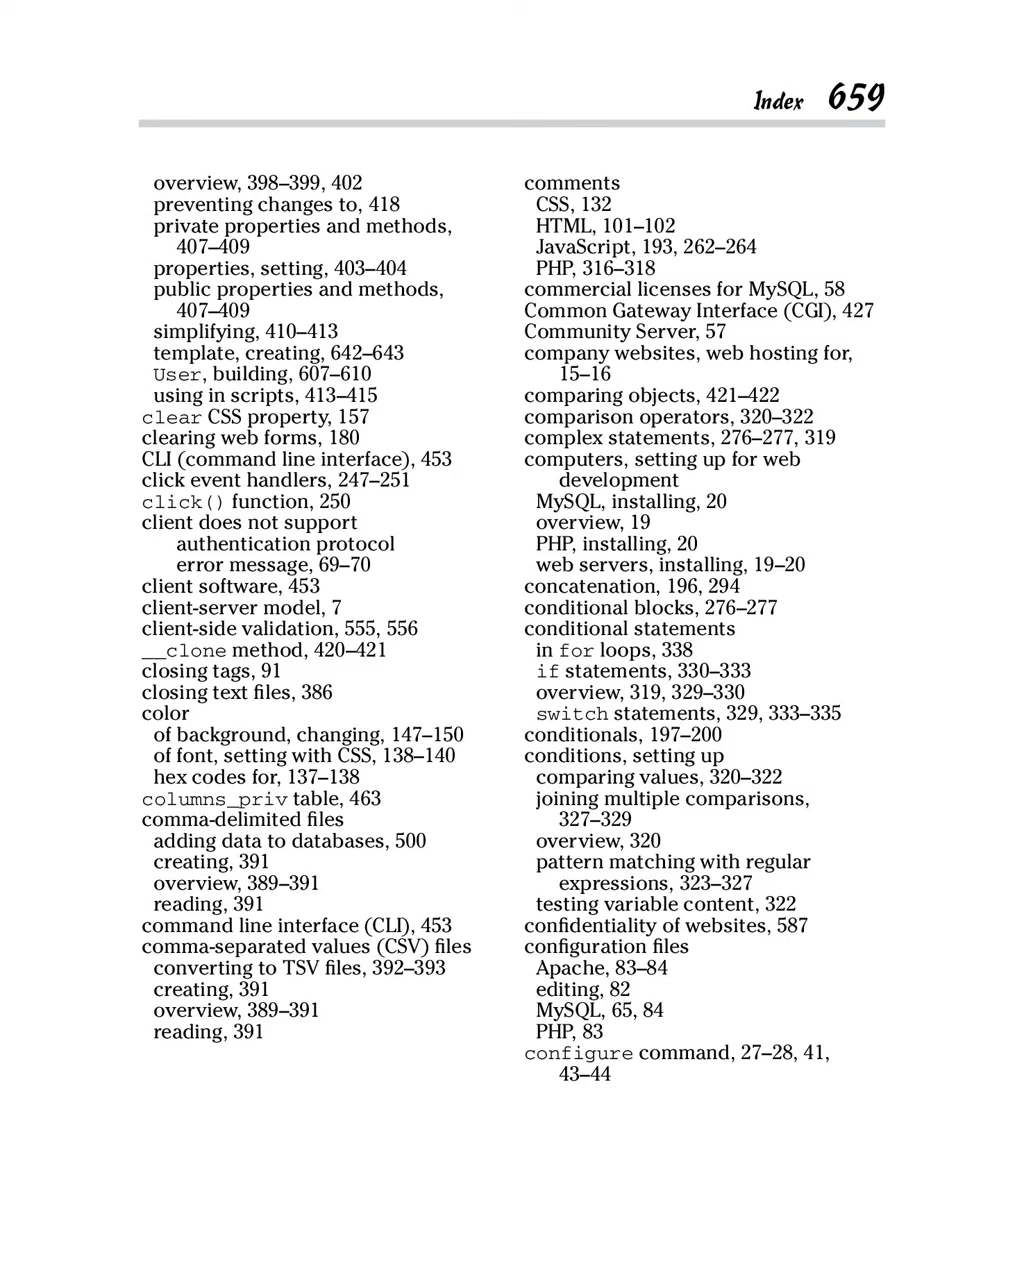 Index 659
overview, 398–399, 402
preventing changes to, 418
private properties and methods,
407–409
properties, setting, 403–404
public properties and methods,
407–409
simplifying, 410–413
template, creating, 642–643
User, building, 607–610
using in scripts, 413–415
clear CSS property, 157
clearing web forms, 180
CLI (command line interface), 453
click event handlers, 247–251
click() function, 250
client does not support
authentication protocol
error message, 69–70
client software, 453
client-server model, 7
client-side validation, 555, 556
__clone method, 420–421
closing tags, 91
closing text files, 386
color
of background, changing, 147–150
of font, setting with CSS, 138–140
hex codes for, 137–138
columns_priv table, 463
comma-delimited files
adding data to databases, 500
creating, 391
overview, 389–391
reading, 391
command line interface (CLI), 453
comma-separated values (CSV) files
converting to TSV files, 392–393
creating, 391
overview, 389–391
reading, 391
comments
CSS, 132
HTML, 101–102
JavaScript, 193, 262–264
PHP, 316–318
commercial licenses for MySQL, 58
Common Gateway Interface (CGI), 427
Community Server, 57
company websites, web hosting for,
15–16
comparing objects, 421–422
comparison operators, 320–322
complex statements, 276–277, 319
computers, setting up for web
development
MySQL, installing, 20
overview, 19
PHP, installing, 20
web servers, installing, 19–20
concatenation, 196, 294
conditional blocks, 276–277
conditional statements
in for loops, 338
if statements, 330–333
overview, 319, 329–330
switch statements, 329, 333–335
conditionals, 197–200
conditions, setting up
comparing values, 320–322
joining multiple comparisons,
327–329
overview, 320
pattern matching with regular
expressions, 323–327
testing variable content, 322
confidentiality of websites, 587
configuration files
Apache, 83–84
editing, 82
MySQL, 65, 84
PHP, 83
configure command, 27–28, 41,
43–44